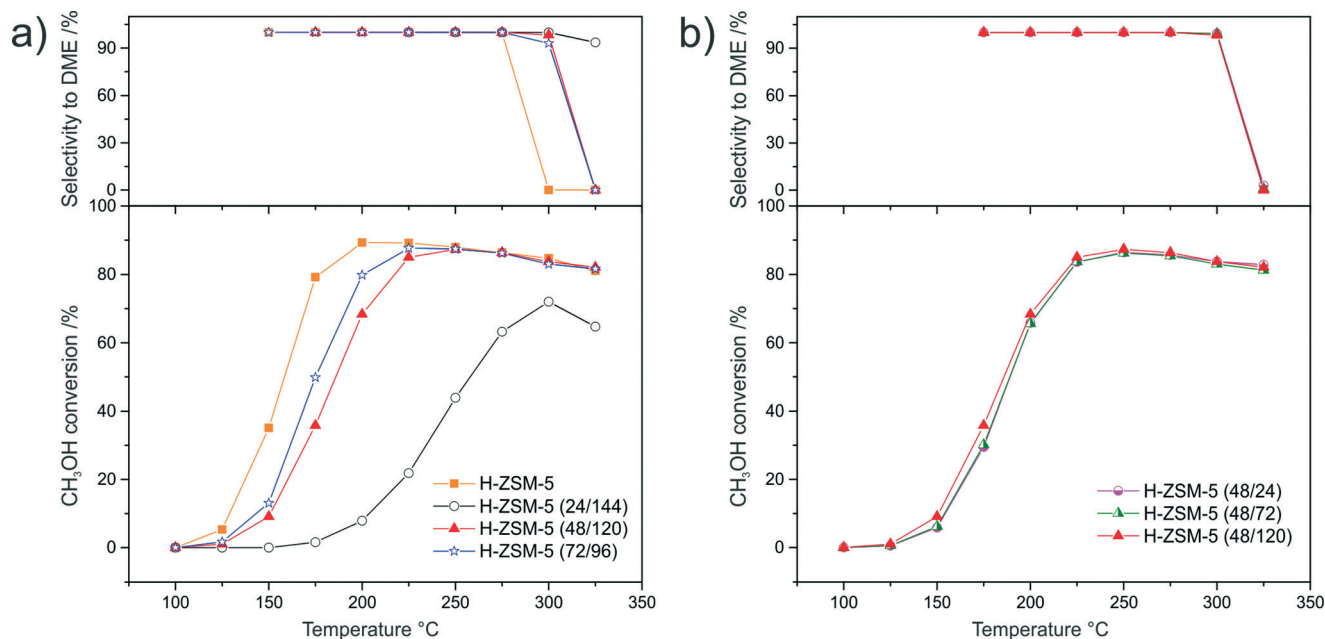 a)
Selectivity to DME /%
90
60
30
0
100
CH₃OH conversion /%
80
60
40
20
0
H-ZSM-5
H-ZSM-5 (24/144)
H-ZSM-5 (48/120)
H-ZSM-5 (72/96)
100 150 200 250 300 350
Temperature °C
b)
Selectivity to DME /%
90
60
30
0
100
CH₃OH conversion /%
80
60
40
20
0
H-ZSM-5 (48/24)
H-ZSM-5 (48/72)
H-ZSM-5 (48/120)
100 150 200 250 300 350
Temperature °C